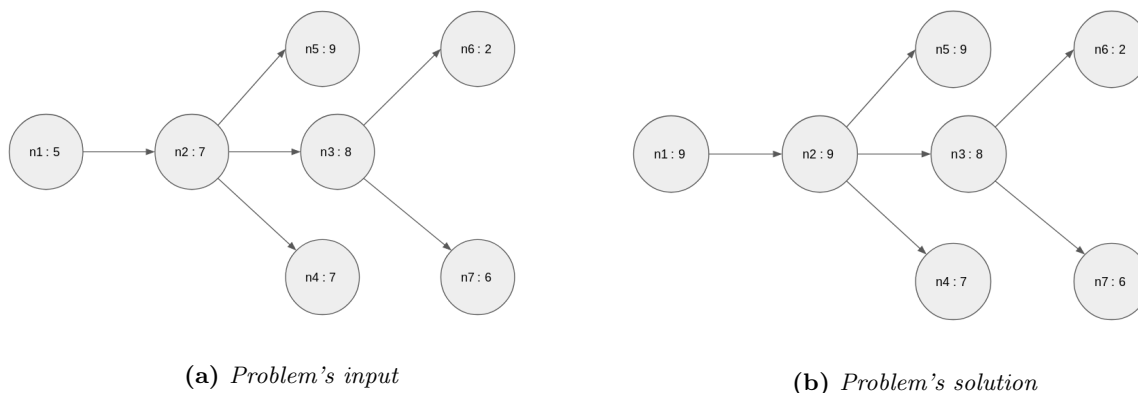 n5 : 9
n6 : 2
n1 : 5
n2 : 7
n3 : 8
n4 : 7
n7 : 6
(a) Problem's input
n5 : 9
n6 : 2
n1 : 9
n2 : 9
n3 : 8
n4 : 7
n7 : 6
(b) Problem's solution